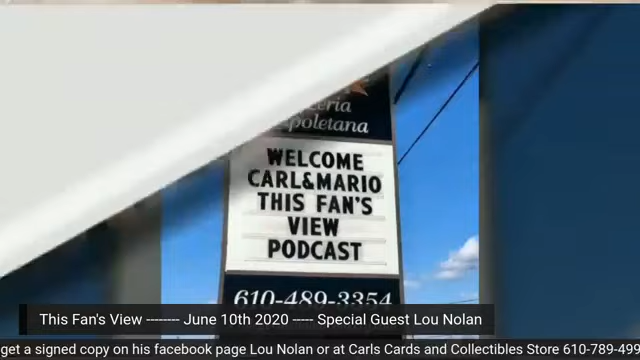 poletana
WELCOME
CARL&MARIO
THIS FAN'S
VIEW
PODCAST
610-489-3354
This Fan's View -------- June 10th 2020 ----- Special Guest Lou Nolan
get a signed copy on his facebook page Lou Nolan or at Carls Cards and Collectibles Store 610-789-499